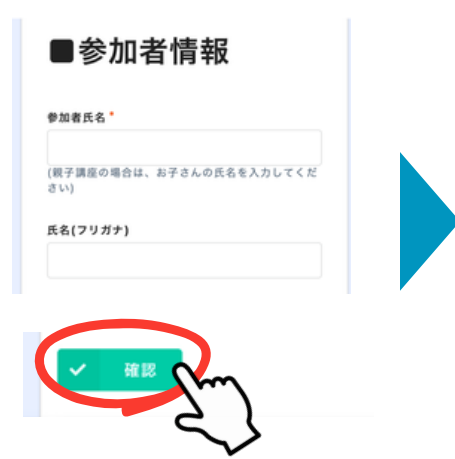 ■参加者情報
参加者氏名*
(親子講座の場合は、お子さんの氏名を入力してくだ
さい)
氏名(フリガナ)
確認